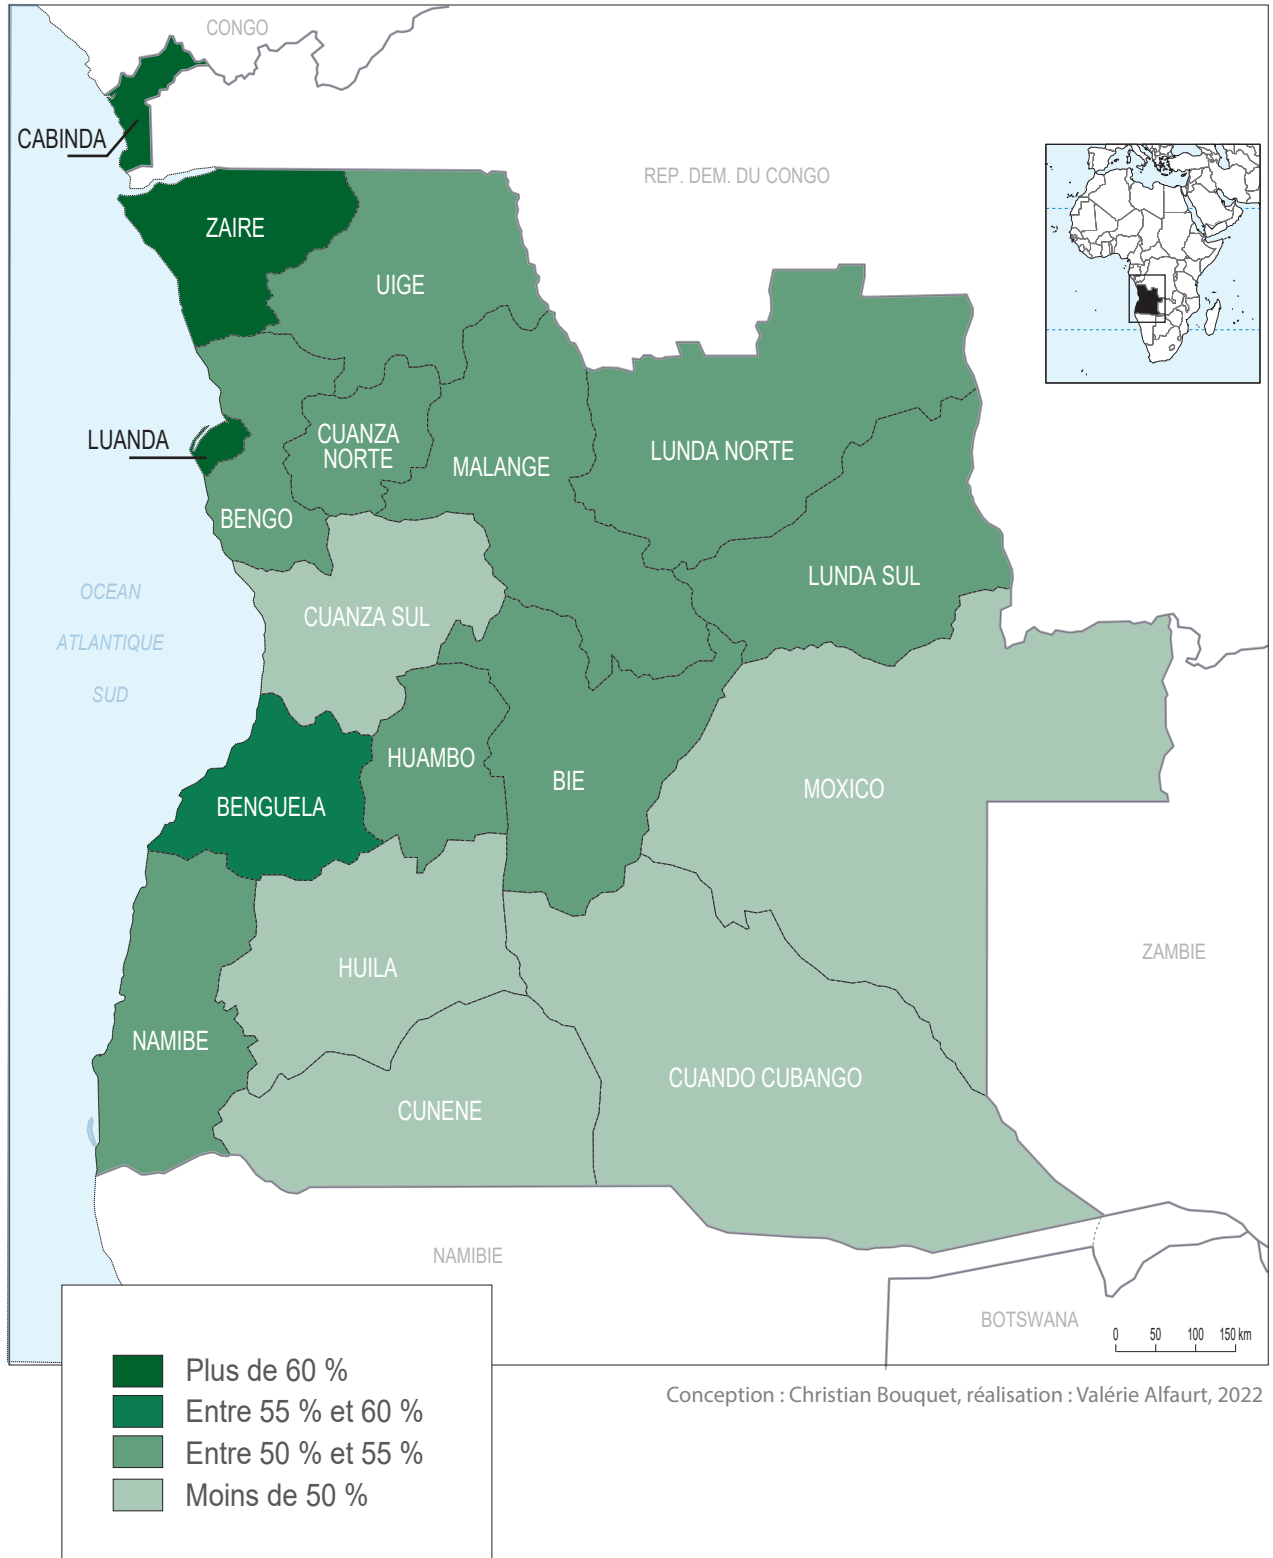 CONGO
CABINDA
REP. DEM. DU CONGO
ZAIRE
UIGE
LUANDA
CUANZA
NORTE
MALANGE
LUNDA NORTE
BENGO
LUNDA SUL
OCEAN
ATLANTIQUE
SUD
CUANZA SUL
HUAMBO
BIE
MOXICO
BENGUELA
ZAMBIE
HUILA
NAMIBE
CUANDO CUBANGO
CUNENE
NAMIBIE
BOTSWANA
0 50 100 150 km
Plus de 60 %
Entre 55 % et 60 %
Entre 50 % et 55 %
Moins de 50 %
Conception : Christian Bouquet, réalisation : Valérie Alfaurt, 2022